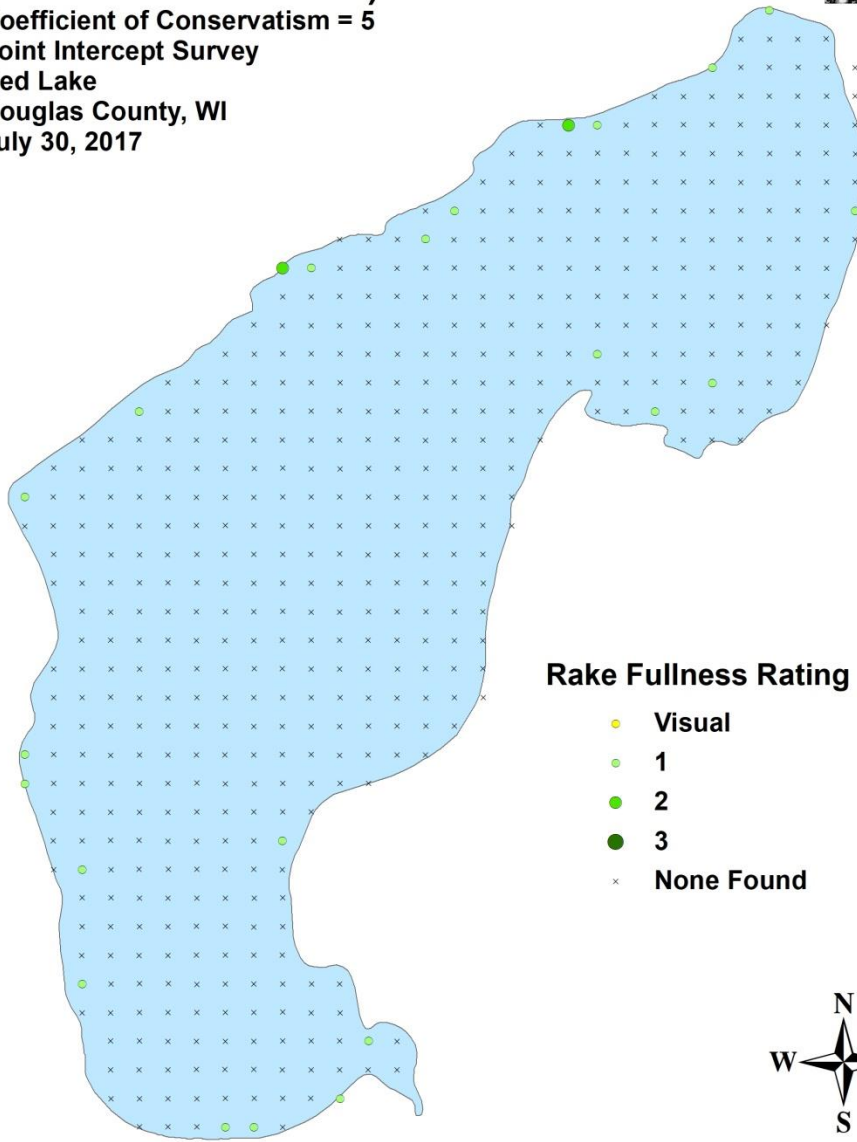 oefficient of Conservatism = 5
oint Intercept Survey
ed Lake
ouglas County, WI
uly 30, 2017
Rake Fullness Rating
Visual
1
2
3
None Found
N
W
S